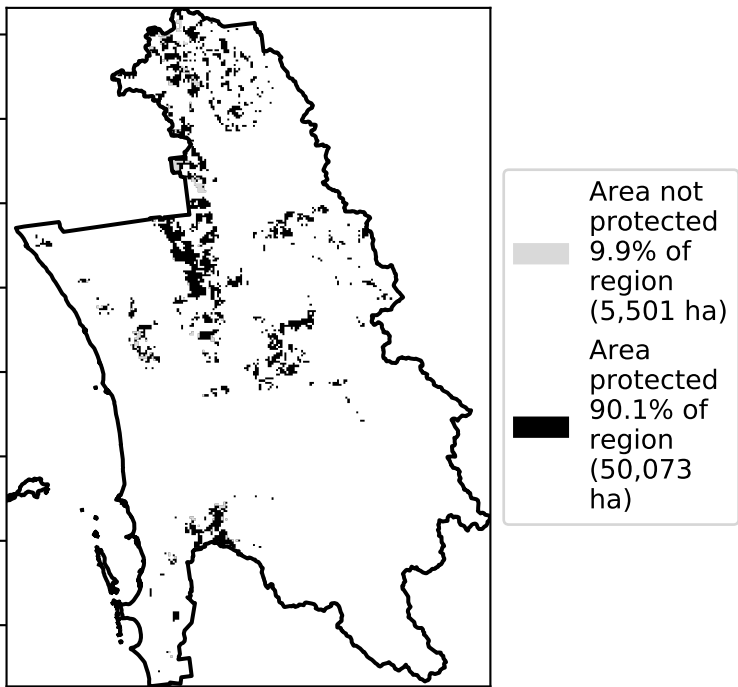 Area not
protected
9.9% of
region
(5,501 ha)
Area
protected
90.1% of
region
(50,073
ha)